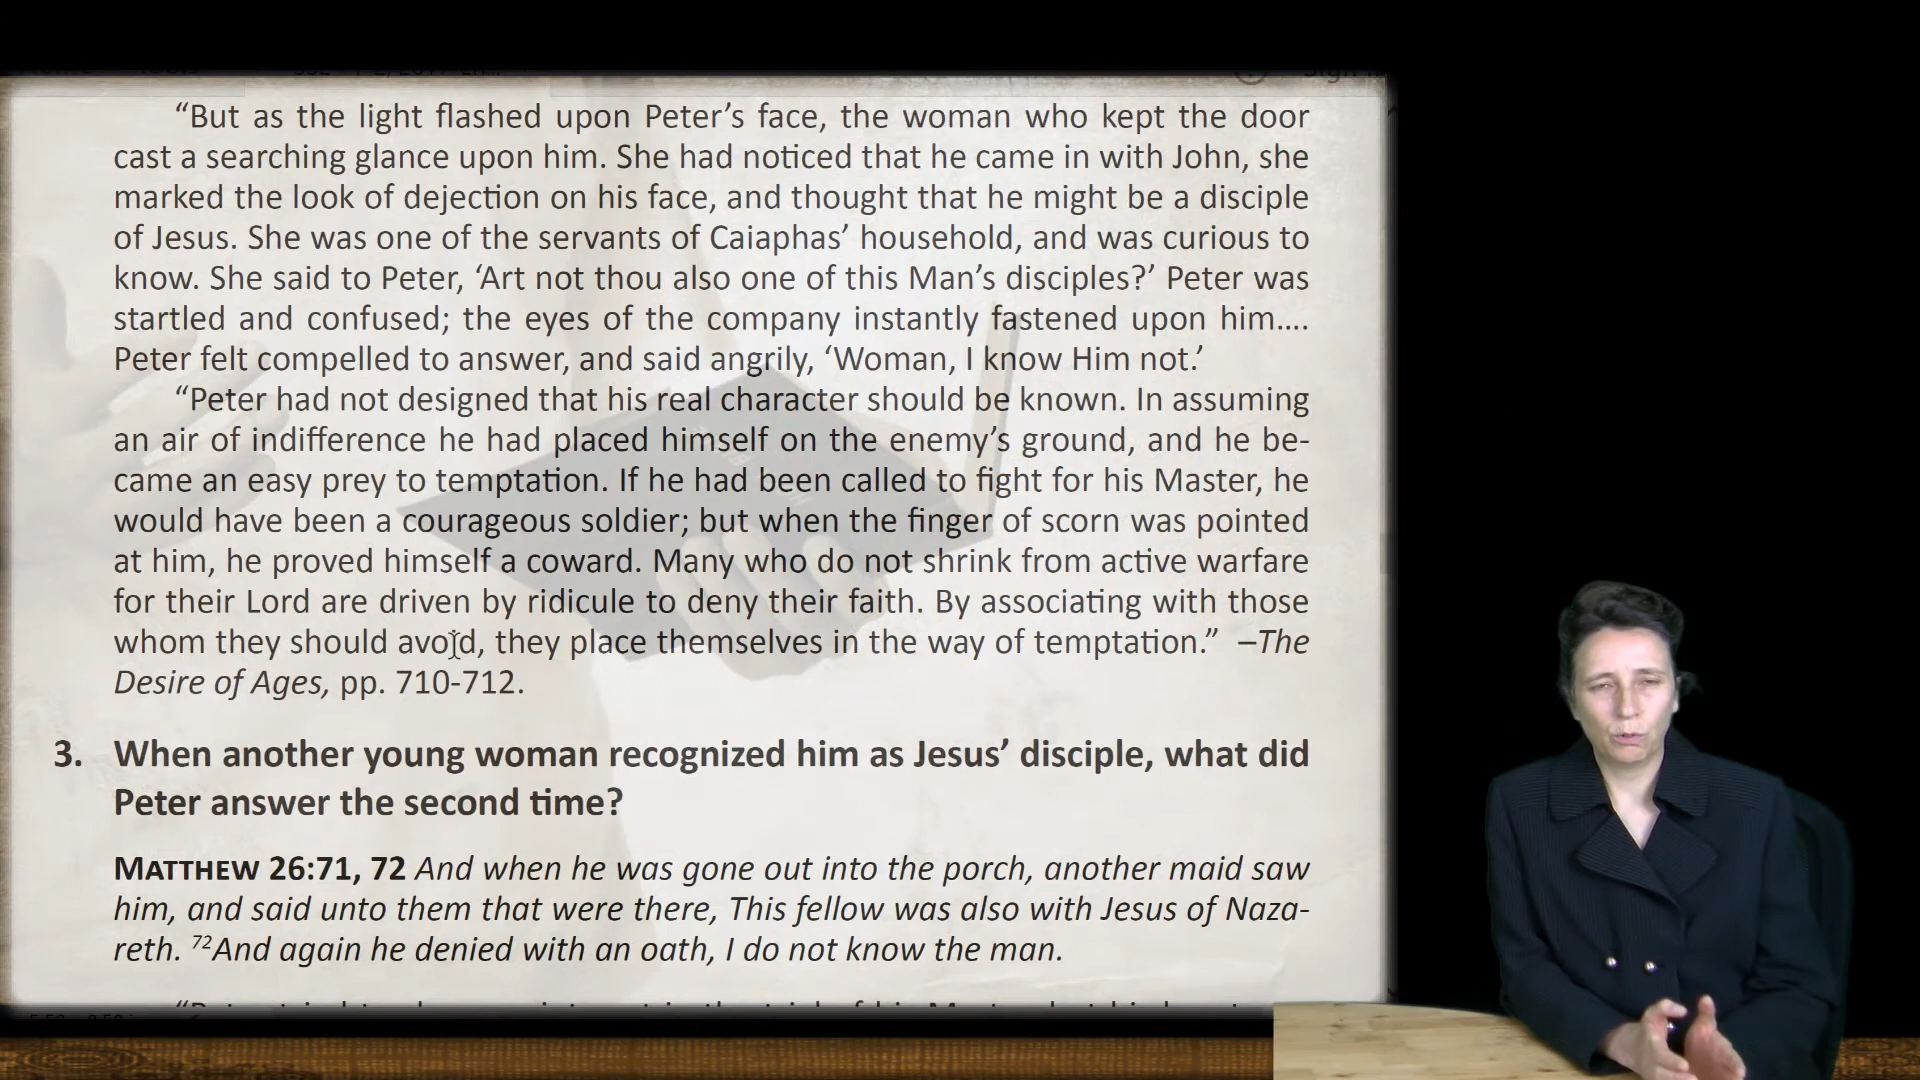 “But as the light flashed upon Peter’s face, the woman who kept the door
cast a searching glance upon him. She had noticed that he came in with John, she
marked the look of dejection on his face, and thought that he might be a disciple
of Jesus. She was one of the servants of Caiaphas’ household, and was curious to
know. She said to Peter, ‘Art not thou also one of this Man’s disciples?’ Peter was
startled and confused; the eyes of the company instantly fastened upon him....
Peter felt compelled to answer, and said angrily, ‘Woman, I know Him not.’
“Peter had not designed that his real character should be known. In assuming
an air of indifference he had placed himself on the enemy’s ground, and he be-
came an easy prey to temptation. If he had been called to fight for his Master, he
would have been a courageous soldier; but when the finger of scorn was pointed
at him, he proved himself a coward. Many who do not shrink from active warfare
for their Lord are driven by ridicule to deny their faith. By associating with those
whom they should avoid, they place themselves in the way of temptation.” –The
Desire of Ages, pp. 710-712.
3. When another young woman recognized him as Jesus’ disciple, what did
Peter answer the second time?
MATTHEW 26:71, 72 And when he was gone out into the porch, another maid saw
him, and said unto them that were there, This fellow was also with Jesus of Naza-
reth. 72And again he denied with an oath, I do not know the man.